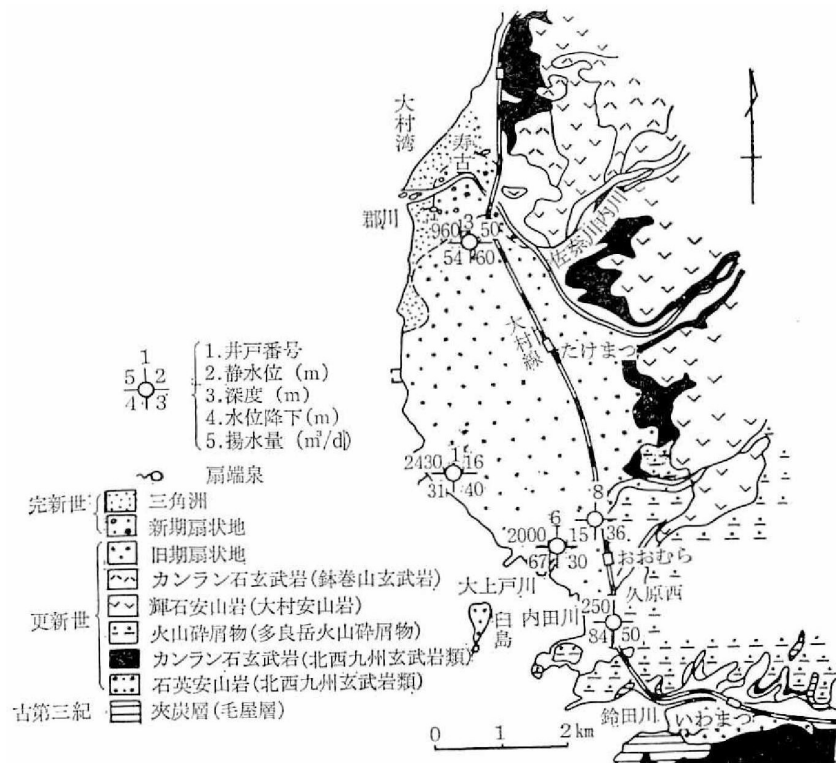 大村湾
寿古
郡川
3
960 50
54 60
佐奈川内川
大村線
たけまつ
1
5 2
4 3
1.井戸番号
2.静水位 (m)
3.深度 (m)
4.水位降下(m)
5.揚水量 (m³/d)
扇端泉
完新世
三角洲
新期扇状地
更新世
旧期扇状地
カンラン石玄武岩(鉢巻山玄武岩)
輝石安山岩(大村安山岩)
火山砕屑物(多良岳火山砕屑物)
カンラン石玄武岩(北西九州玄武岩類)
石英安山岩(北西九州玄武岩類)
古第三紀
夾炭層(毛屋層)
1
2430 16
31 40
8
15 36
6
2000
67 30
おおむら
大上戸川
久原西
臼島
内田川
250
84 50
鈴田川
いわまつ
0 1 2 km